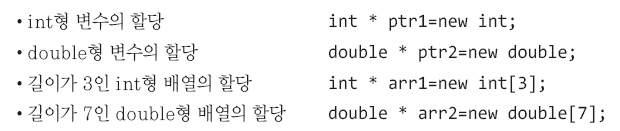 • int형 변수의 할당 int * ptr1=new int;
• double형 변수의 할당 double * ptr2=new double;
• 길이가 3인 int형 배열의 할당 int * arr1=new int[3];
• 길이가 7인 double형 배열의 할당 double * arr2=new double[7];